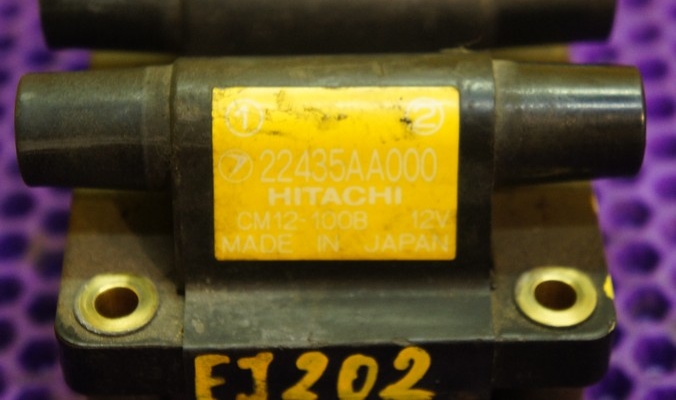 ① ②
22435AA000
HITACHI
CM12-100B 12V
MADE IN JAPAN
EJ202